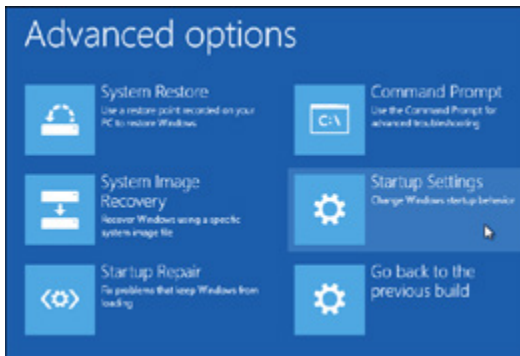 Advanced options
System Restore
Use a restore point recorded on your
PC to restore Windows
System Image
Recovery
Recover Windows using a specific
system image file
Startup Repair
Fix problems that keep Windows from
loading
Command Prompt
C:\
Use the Command Prompt for
advanced troubleshooting
Startup Settings
Change Windows startup behavior
Go back to the
previous build